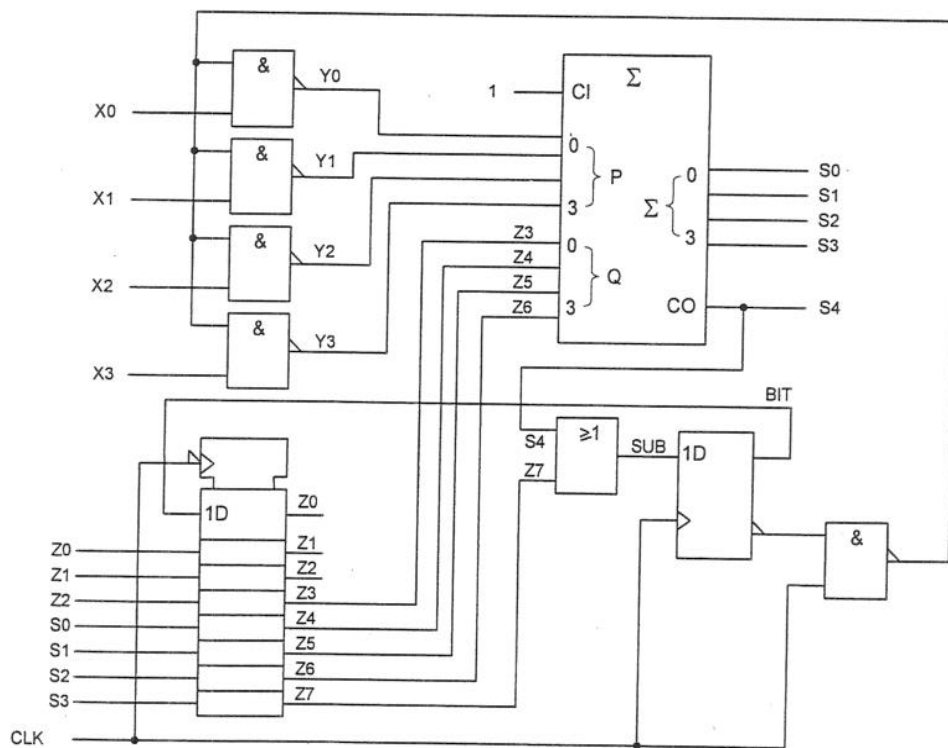 &
Y0
X0
&
Y1
X1
&
Y2
X2
&
Y3
X3
Σ
1
CI
0
P
3
Z3
0
Z4
Q
Z5
Z6
3
0
Σ
3
CO
S0
S1
S2
S3
S4
BIT
S4
≥1
SUB
Z7
1D
&
1D
Z0
Z0
Z1
Z1
Z2
Z2
Z3
S0
Z4
S1
Z5
S2
Z6
S3
Z7
CLK